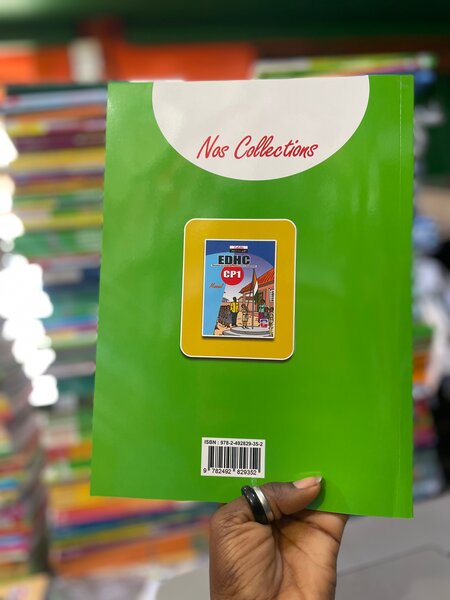 Nos Collections
EDHC
CP1
Manuel
ISBN : 978-2-492829-35-2
9 782492 829352